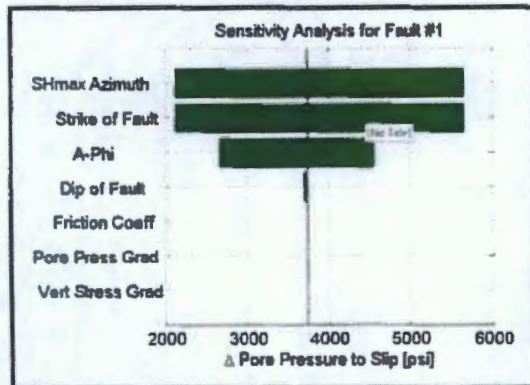 Sensitivity Analysis for Fault #1
SHmax Azimuth
Strike of Fault
A-Phi
Dip of Fault
Friction Coeff
Pore Press Grad
Vert Stress Grad
2000 3000 4000 5000 6000
Δ Pore Pressure to Slip [psi]